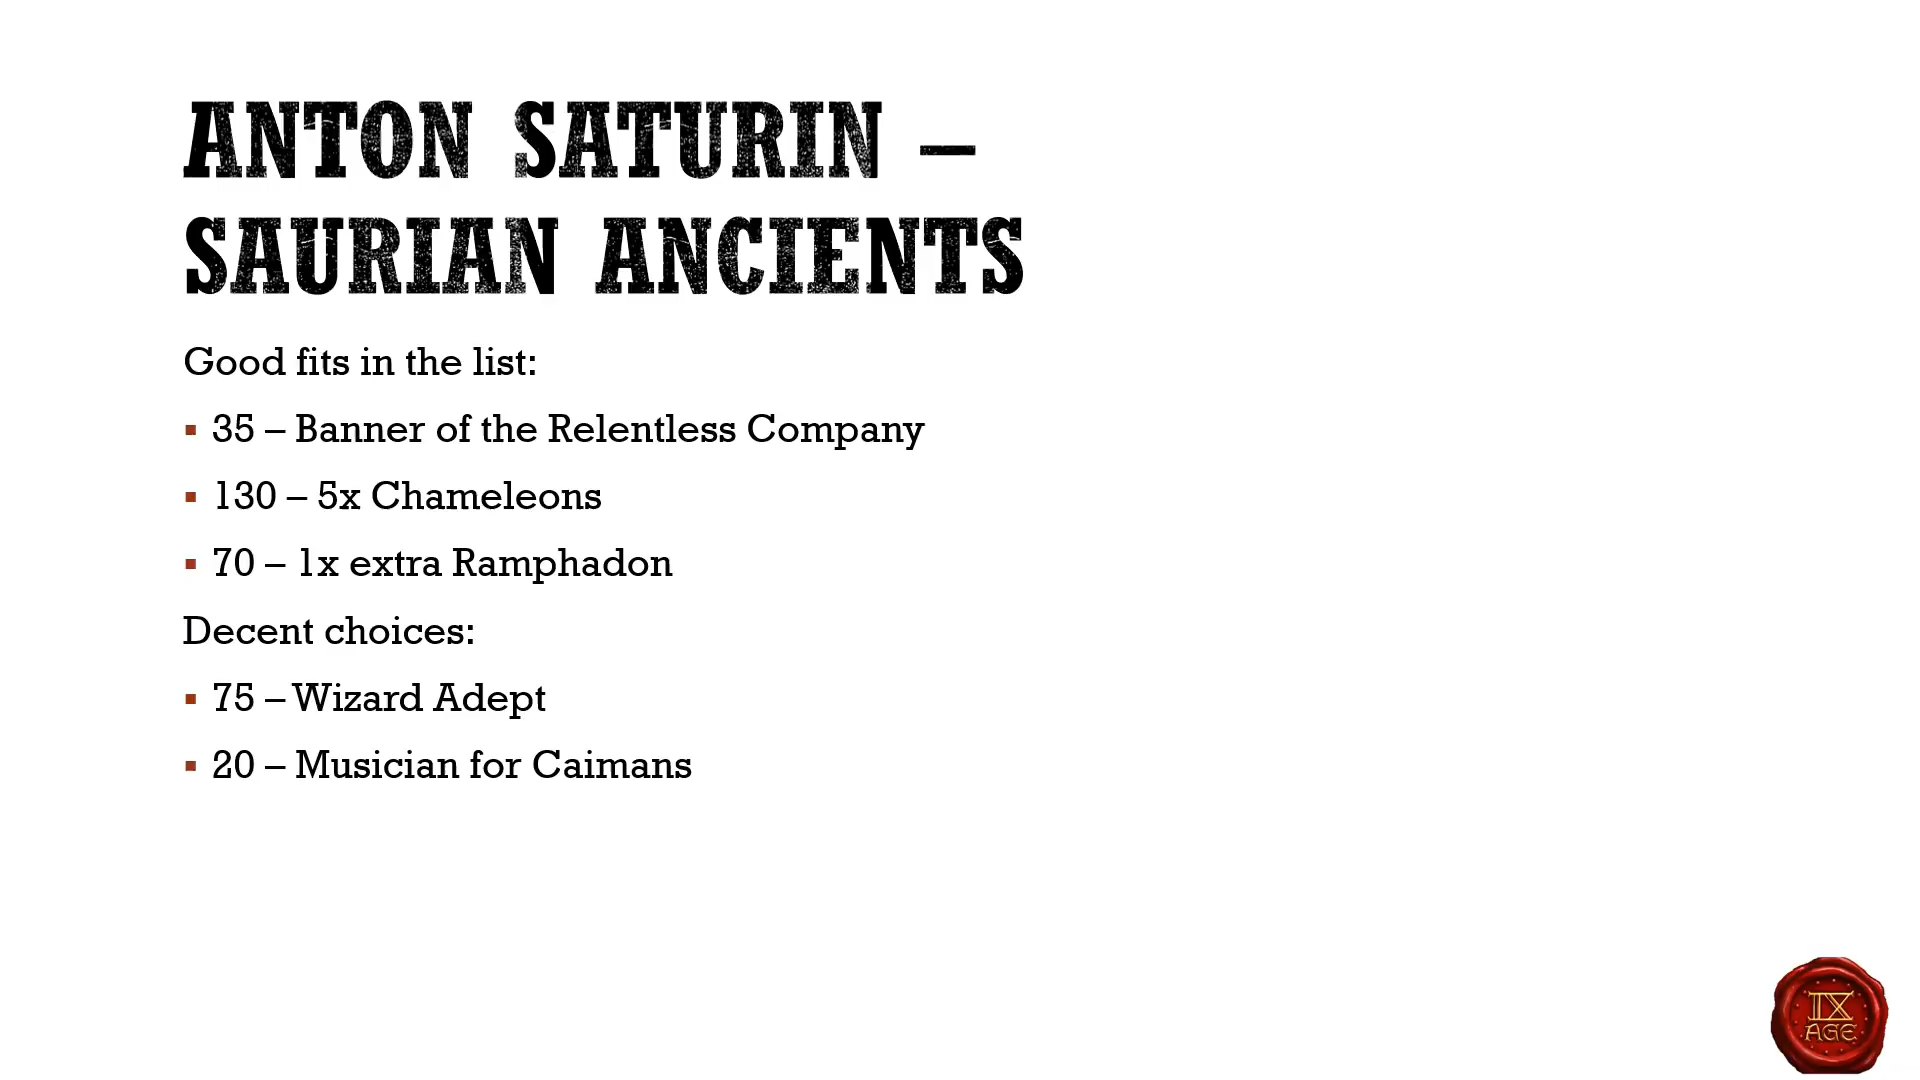 ANTON SATURIN –
SAURIAN ANCIENTS
Good fits in the list:
▪ 35 – Banner of the Relentless Company
▪ 130 – 5x Chameleons
▪ 70 – 1x extra Ramphadon
Decent choices:
▪ 75 – Wizard Adept
▪ 20 – Musician for Caimans
IX
AGE